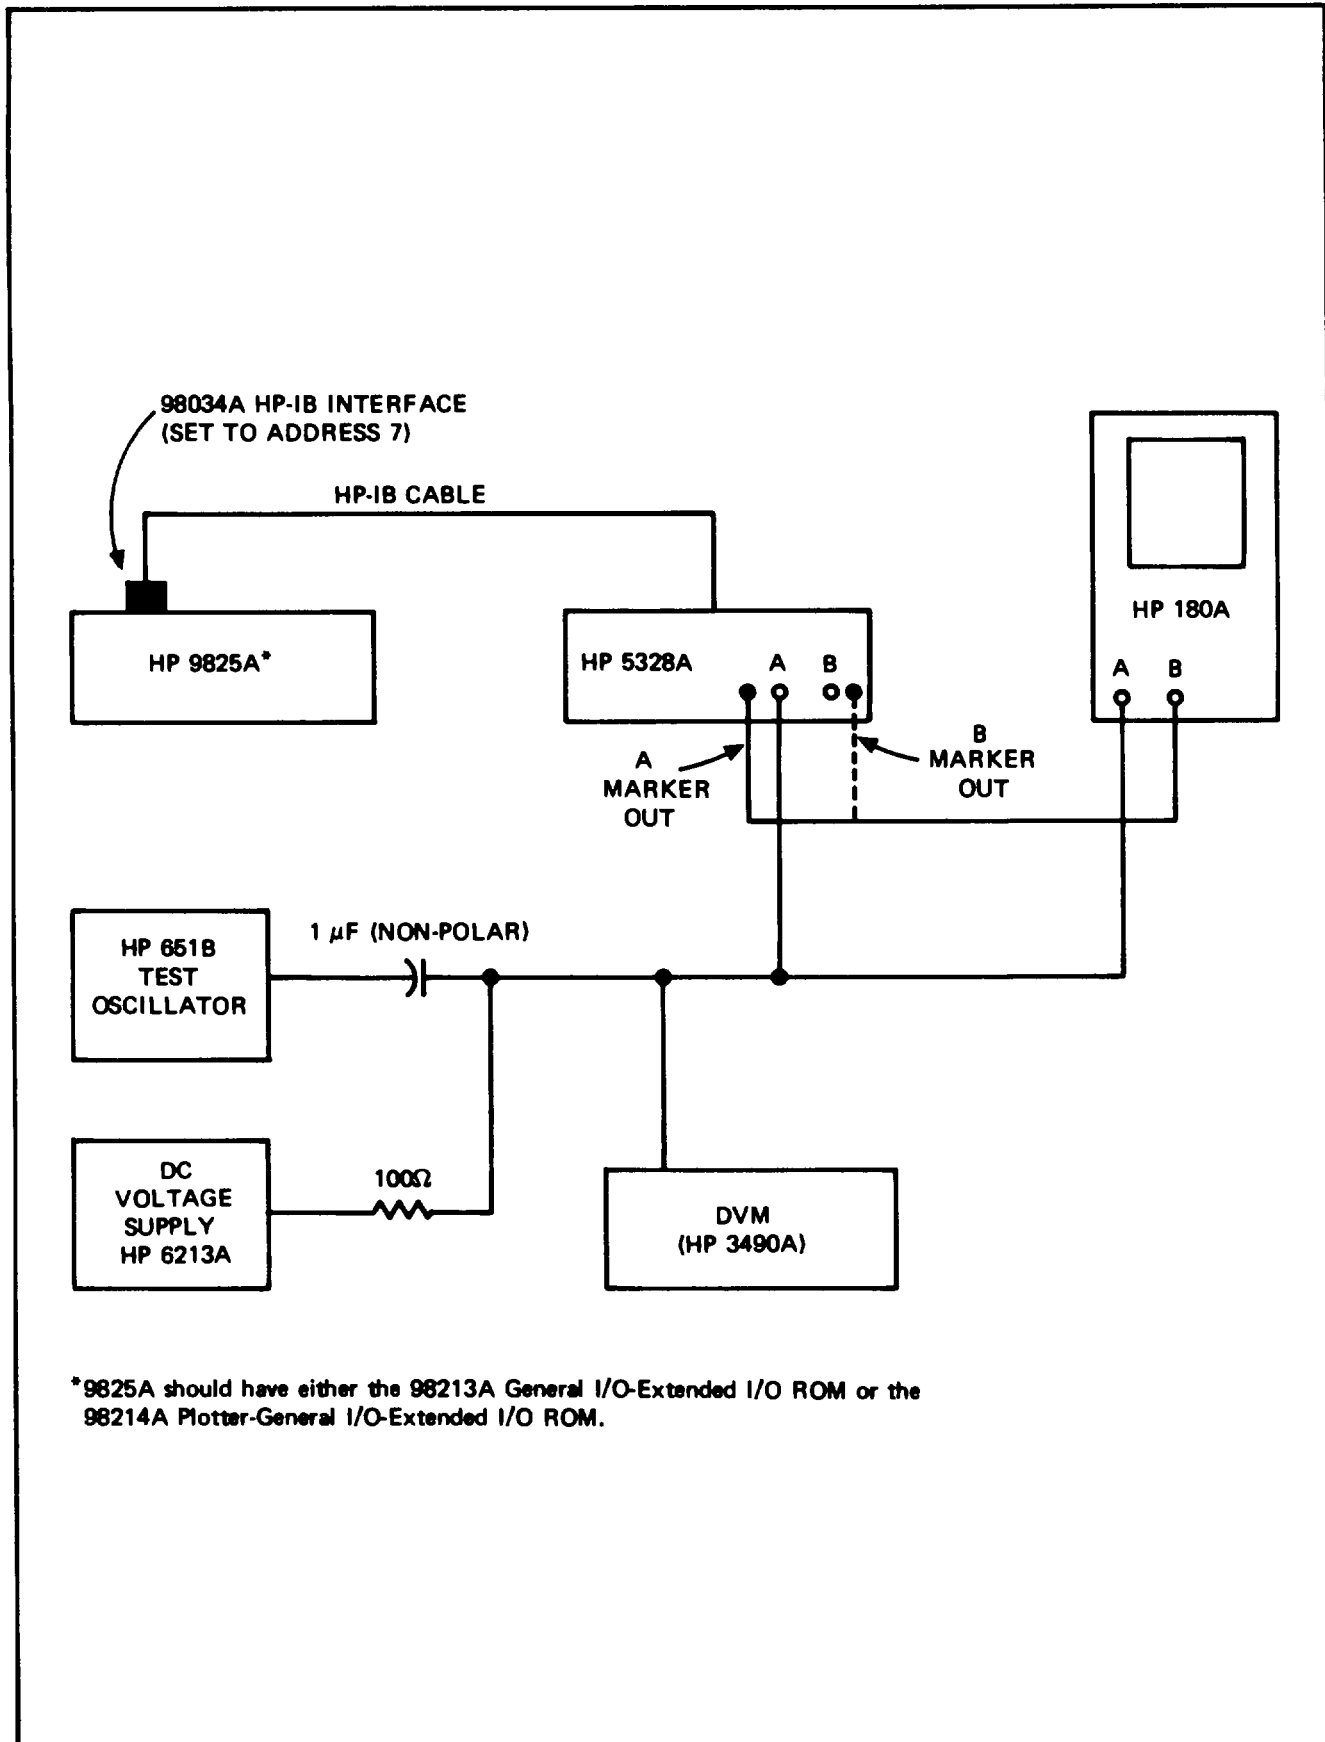 98034A HP-IB INTERFACE
(SET TO ADDRESS 7)
HP-IB CABLE
HP 9825A*
HP 5328A
A
B
HP 180A
A
B
A
MARKER
OUT
B
MARKER
OUT
HP 651B
TEST
OSCILLATOR
1 µF (NON-POLAR)
DC
VOLTAGE
SUPPLY
HP 6213A
100Ω
DVM
(HP 3490A)
*9825A should have either the 98213A General I/O-Extended I/O ROM or the
98214A Plotter-General I/O-Extended I/O ROM.